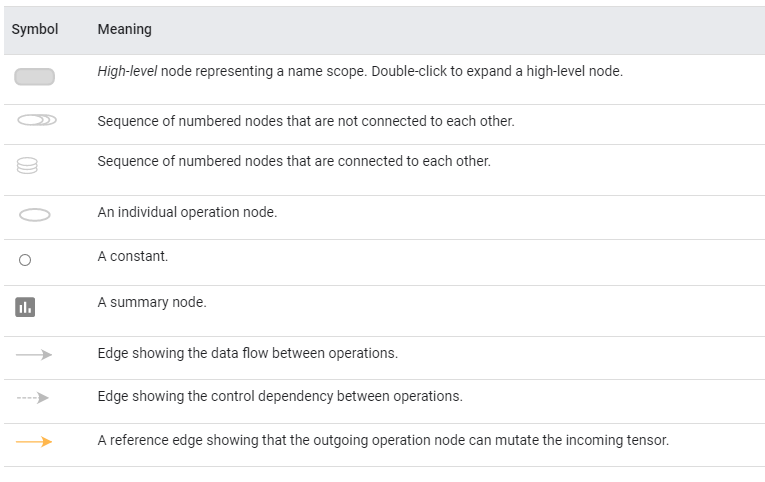 Symbol Meaning
High-level node representing a name scope. Double-click to expand a high-level node.
Sequence of numbered nodes that are not connected to each other.
Sequence of numbered nodes that are connected to each other.
An individual operation node.
A constant.
A summary node.
Edge showing the data flow between operations.
Edge showing the control dependency between operations.
A reference edge showing that the outgoing operation node can mutate the incoming tensor.